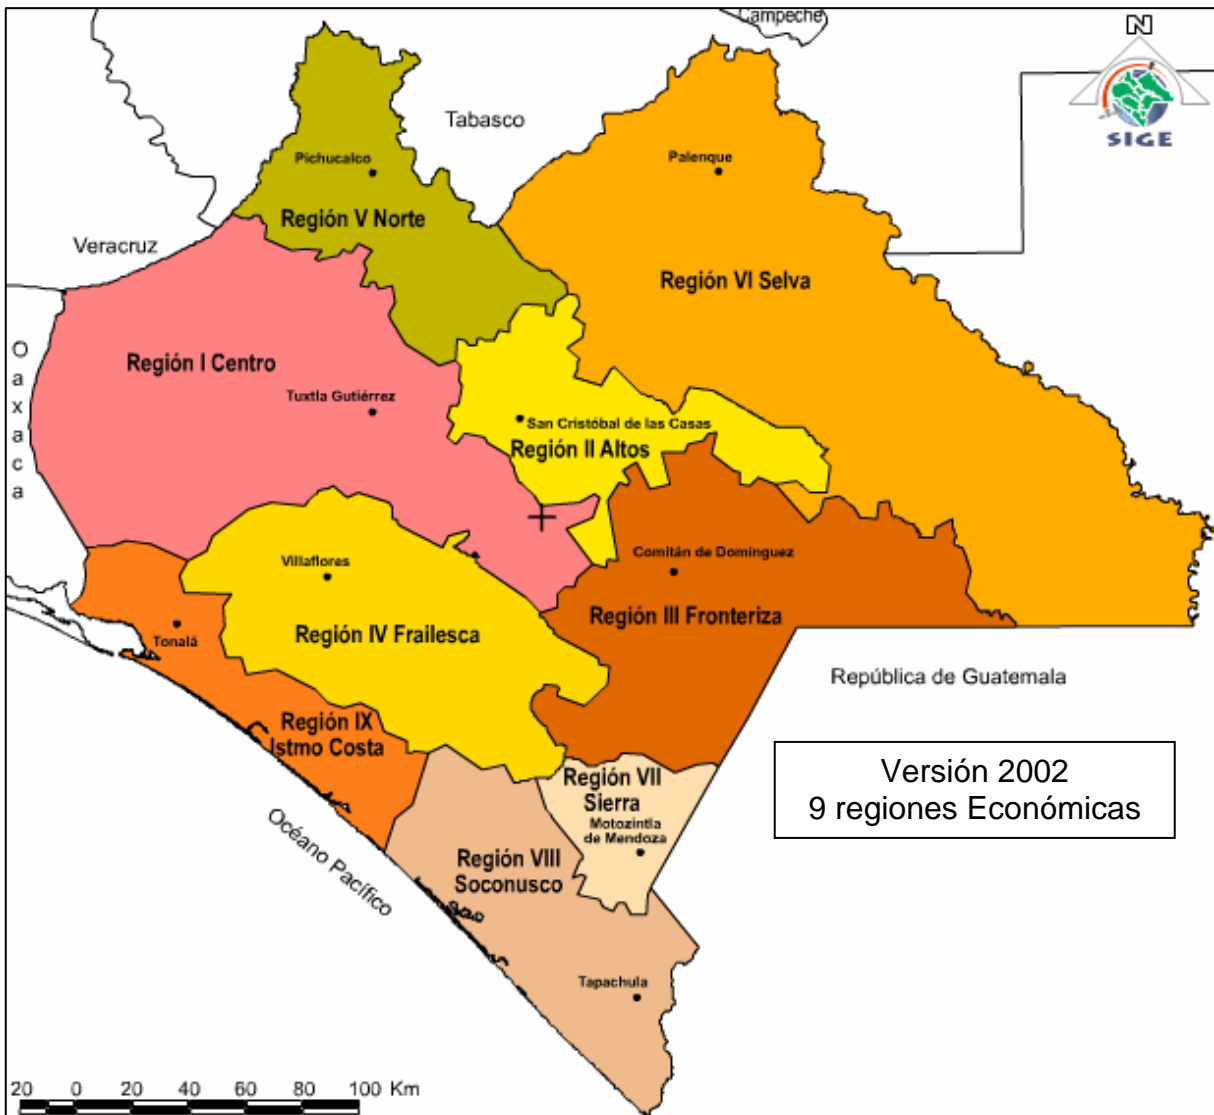 Campeche
N
SIGE
Tabasco
Pichucalco
Palenque
Región V Norte
Veracruz
Región VI Selva
Oaxaca
Región I Centro
Tuxtla Gutiérrez
San Cristóbal de las Casas
Región II Altos
Villaflores
Comitán de Domínguez
Región III Fronteriza
Tonalá
Región IV Frailesca
República de Guatemala
Región IX
Istmo Costa
Región VII
Sierra
Motozintla
de Mendoza
Versión 2002
9 regiones Económicas
Océano Pacífico
Región VIII
Soconusco
Tapachula
20 0 20 40 60 80 100 Km